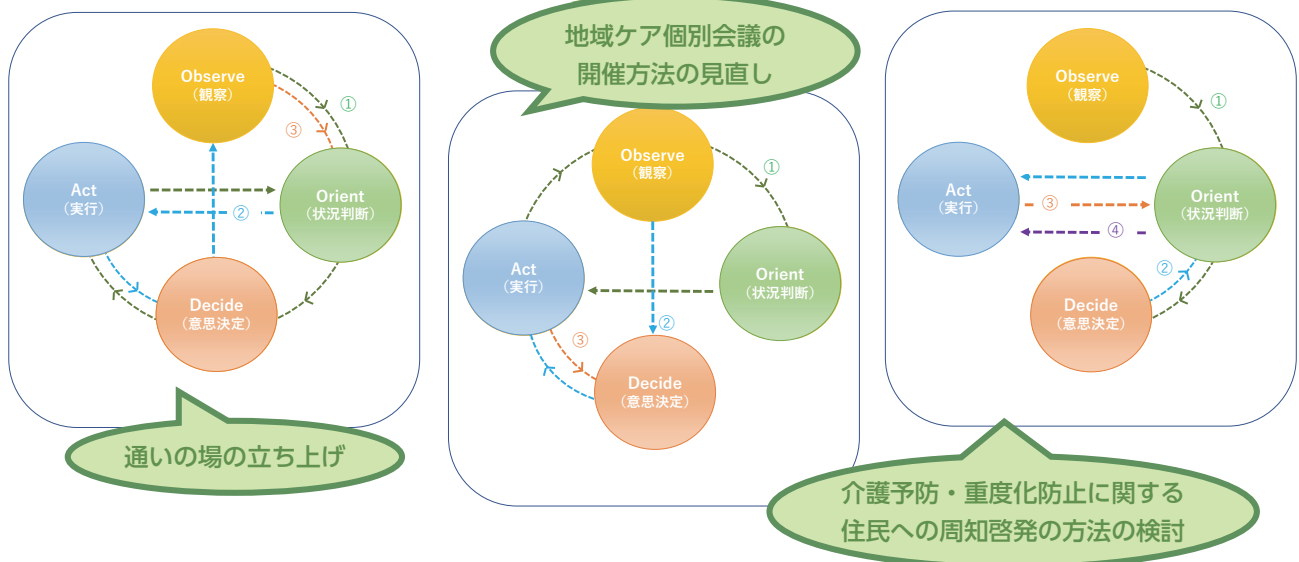 Observe
（観察）
①
③
Act
（実行）
Orient
（状況判断）
②
Decide
（意思決定）
通いの場の立ち上げ
地域ケア個別会議の
開催方法の見直し
Observe
（観察）
①
Act
（実行）
Orient
（状況判断）
②
③
Decide
（意思決定）
Observe
（観察）
①
Act
（実行）
③
Orient
（状況判断）
④
②
Decide
（意思決定）
介護予防・重度化防止に関する
住民への周知啓発の方法の検討